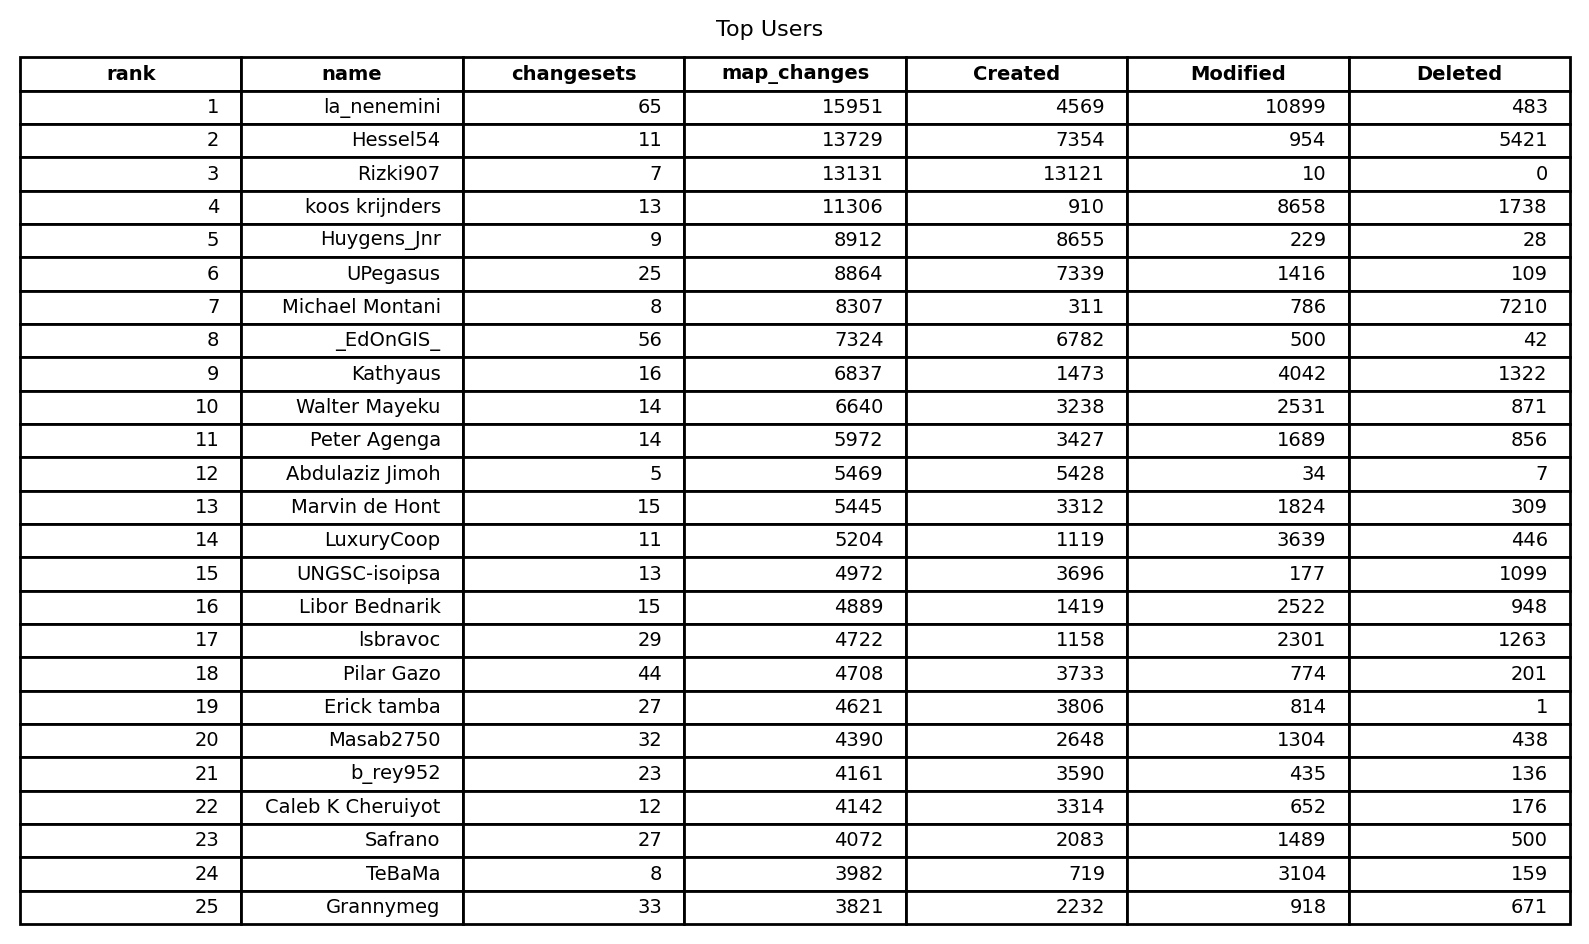 Top Users
rank name changesets map_changes Created Modified Deleted
1 la_nenemini 65 15951 4569 10899 483
2 Hessel54 11 13729 7354 954 5421
3 Rizki907 7 13131 13121 10 0
4 koos krijnders 13 11306 910 8658 1738
5 Huygens_Jnr 9 8912 8655 229 28
6 UPegasus 25 8864 7339 1416 109
7 Michael Montani 8 8307 311 786 7210
8 _EdOnGIS_ 56 7324 6782 500 42
9 Kathyaus 16 6837 1473 4042 1322
10 Walter Mayeku 14 6640 3238 2531 871
11 Peter Agenga 14 5972 3427 1689 856
12 Abdulaziz Jimoh 5 5469 5428 34 7
13 Marvin de Hont 15 5445 3312 1824 309
14 LuxuryCoop 11 5204 1119 3639 446
15 UNGSC-isoipsa 13 4972 3696 177 1099
16 Libor Bednarik 15 4889 1419 2522 948
17 lsbravoc 29 4722 1158 2301 1263
18 Pilar Gazo 44 4708 3733 774 201
19 Erick tamba 27 4621 3806 814 1
20 Masab2750 32 4390 2648 1304 438
21 b_rey952 23 4161 3590 435 136
22 Caleb K Cheruiyot 12 4142 3314 652 176
23 Safrano 27 4072 2083 1489 500
24 TeBaMa 8 3982 719 3104 159
25 Grannymeg 33 3821 2232 918 671